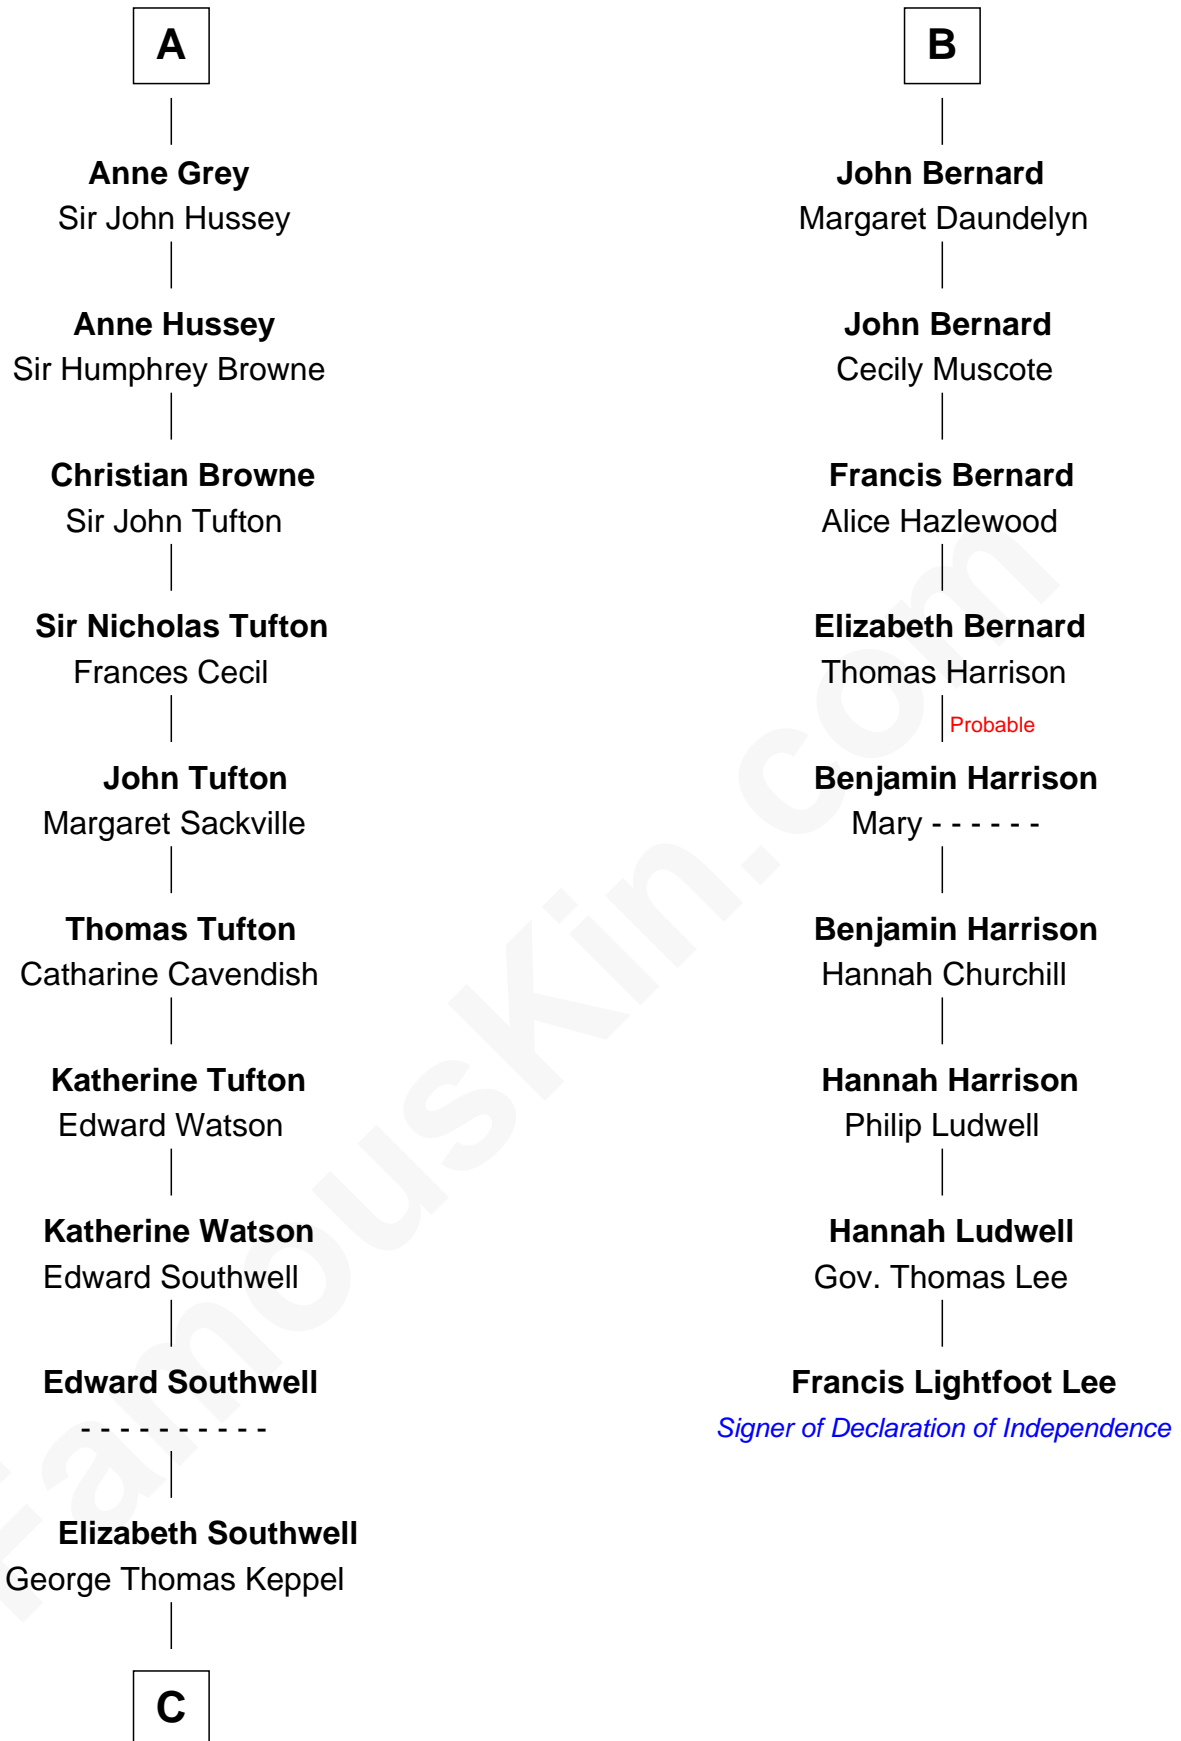 A
Anne Grey
Sir John Hussey
Anne Hussey
Sir Humphrey Browne
Christian Browne
Sir John Tufton
Sir Nicholas Tufton
Frances Cecil
John Tufton
Margaret Sackville
Thomas Tufton
Catharine Cavendish
Katherine Tufton
Edward Watson
Katherine Watson
Edward Southwell
Edward Southwell
- - - - - - - - - -
Elizabeth Southwell
George Thomas Keppel
C
B
John Bernard
Margaret Daundelyn
John Bernard
Cecily Muscote
Francis Bernard
Alice Hazlewood
Elizabeth Bernard
Thomas Harrison
Probable
Benjamin Harrison
Mary - - - - - -
Benjamin Harrison
Hannah Churchill
Hannah Harrison
Philip Ludwell
Hannah Ludwell
Gov. Thomas Lee
Francis Lightfoot Lee
Signer of Declaration of Independence
FamousKin.com